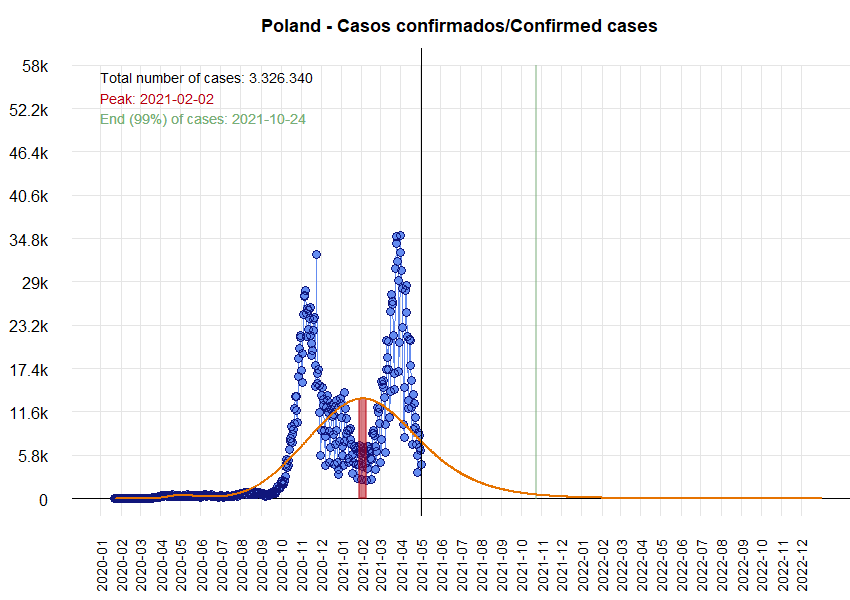 Poland - Casos confirmados/Confirmed cases
Total number of cases: 3.326.340
Peak: 2021-02-02
End (99%) of cases: 2021-10-24
58k
52.2k
46.4k
40.6k
34.8k
29k
23.2k
17.4k
11.6k
5.8k
0
2020-01
2020-02
2020-03
2020-04
2020-05
2020-06
2020-07
2020-08
2020-09
2020-10
2020-11
2020-12
2021-01
2021-02
2021-03
2021-04
2021-05
2021-06
2021-07
2021-08
2021-09
2021-10
2021-11
2021-12
2022-01
2022-02
2022-03
2022-04
2022-05
2022-06
2022-07
2022-08
2022-09
2022-10
2022-11
2022-12